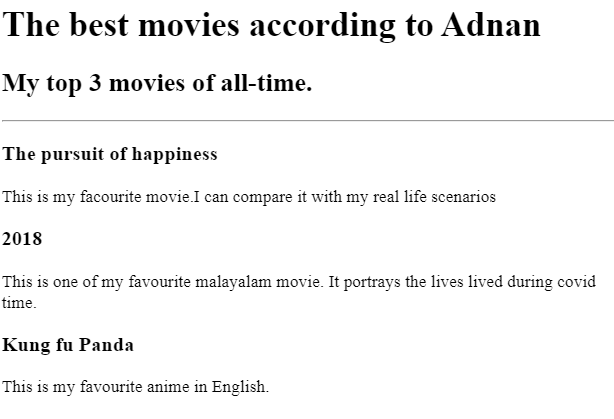 The best movies according to Adnan
My top 3 movies of all-time.
The pursuit of happiness
This is my facourite movie.I can compare it with my real life scenarios
2018
This is one of my favourite malayalam movie. It portrays the lives lived during covid
time.
Kung fu Panda
This is my favourite anime in English.